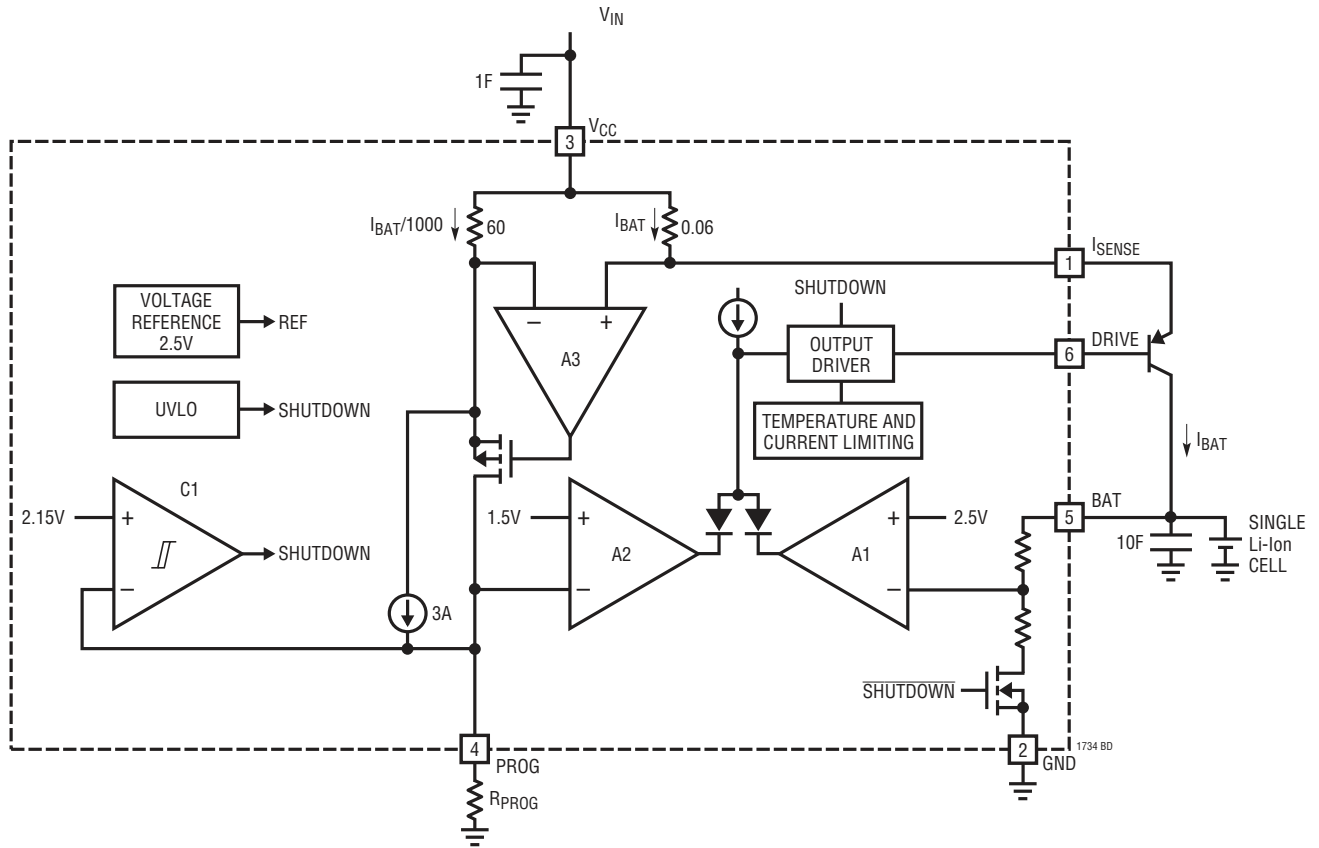 VIN
1F
VCC
3
IBAT/1000
60
IBAT
0.06
ISENSE
1
VOLTAGE
REFERENCE
2.5V
REF
UVLO
SHUTDOWN
–
+
A3
SHUTDOWN
OUTPUT
DRIVER
TEMPERATURE AND
CURRENT LIMITING
DRIVE
6
IBAT
C1
2.15V
+
–
SHUTDOWN
3A
1.5V
+
–
A2
A1
+
–
2.5V
BAT
5
10F
SINGLE
Li-Ion
CELL
SHUTDOWN
4
PROG
RPROG
2
GND
1734 BD